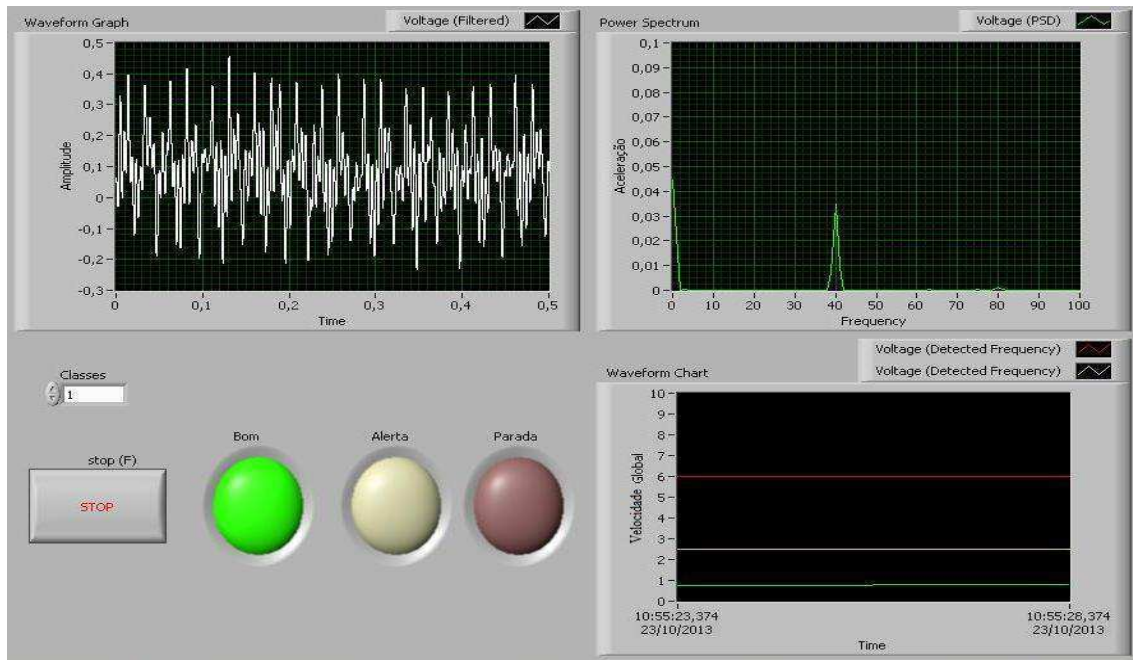 Waveform Graph
Voltage (Filtered)
Amplitude
0,5
0,4
0,3
0,2
0,1
0
-0,1
-0,2
-0,3
0
0,1
0,2
0,3
0,4
0,5
Time
Power Spectrum
Voltage (PSD)
Aceleração
0,1
0,09
0,08
0,07
0,06
0,05
0,04
0,03
0,02
0,01
0
0
10
20
30
40
50
60
70
80
90
100
Frequency
Classes
1
stop (F)
STOP
Bom
Alerta
Parada
Voltage (Detected Frequency)
Voltage (Detected Frequency)
Waveform Chart
Velocidade Global
10
9
8
7
6
5
4
3
2
1
0
10:55:23,374
23/10/2013
10:55:28,374
23/10/2013
Time